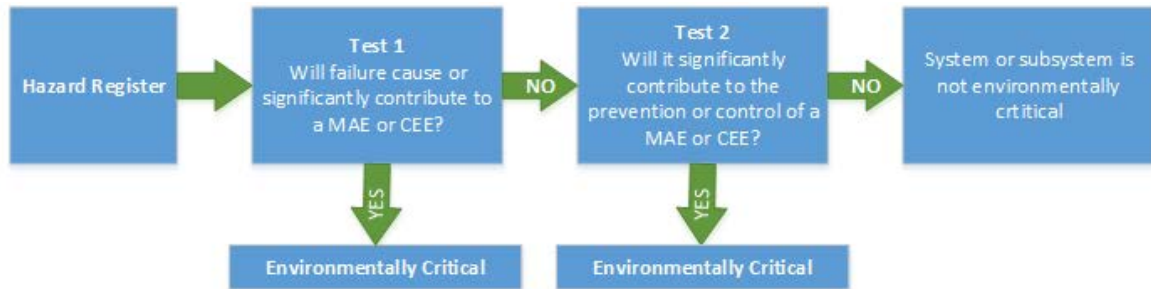 Hazard Register
Test 1
Will failure cause or
significantly contribute to
a MAE or CEE?
NO
Test 2
Will it significantly
contribute to the
prevention or control of a
MAE or CEE?
NO
System or subsystem is
not environmentally
crtitical
YES
YES
Environmentally Critical
Environmentally Critical